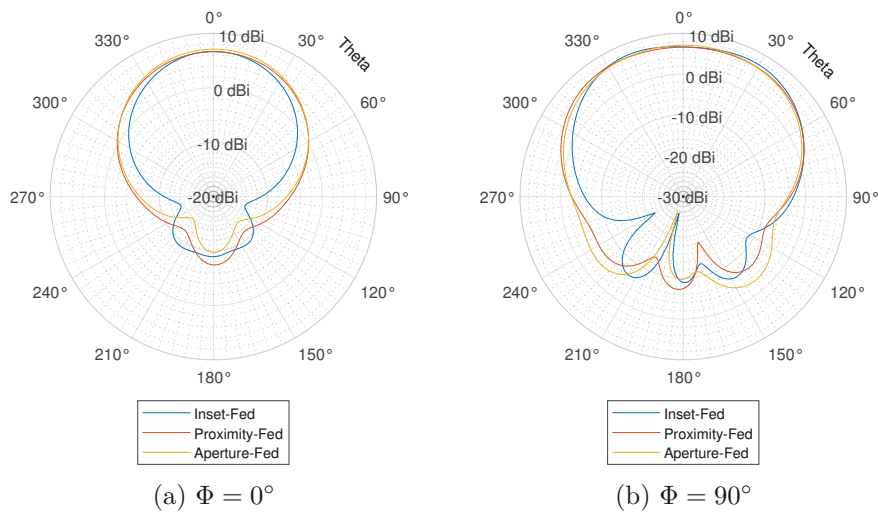 0°
30°
60°
90°
120°
150°
180°
210°
240°
270°
300°
330°
Theta
10 dBi
0 dBi
-10 dBi
-20 dBi
Inset-Fed
Proximity-Fed
Aperture-Fed
(a) Φ = 0°
0°
30°
60°
90°
120°
150°
180°
210°
240°
270°
300°
330°
Theta
10 dBi
0 dBi
-10 dBi
-20 dBi
-30 dBi
Inset-Fed
Proximity-Fed
Aperture-Fed
(b) Φ = 90°